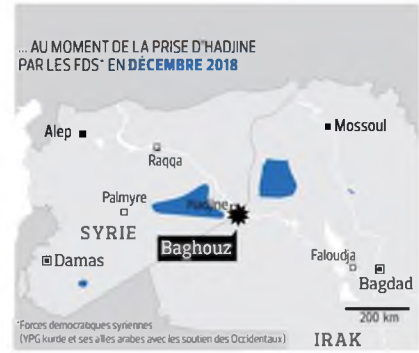 ... AU MOMENT DE LA PRISE D'HADJINE
PAR LES FDS* EN DÉCEMBRE 2018
Alep
Mossoul
Raqqa
Palmyre
Hadjine
SYRIE
Baghouz
Damas
Faloudja
Bagdad
200 km
*Forces démocratiques syriennes
(YPG kurde et ses alliés arabes avec les soutien des Occidentaux)
IRAK